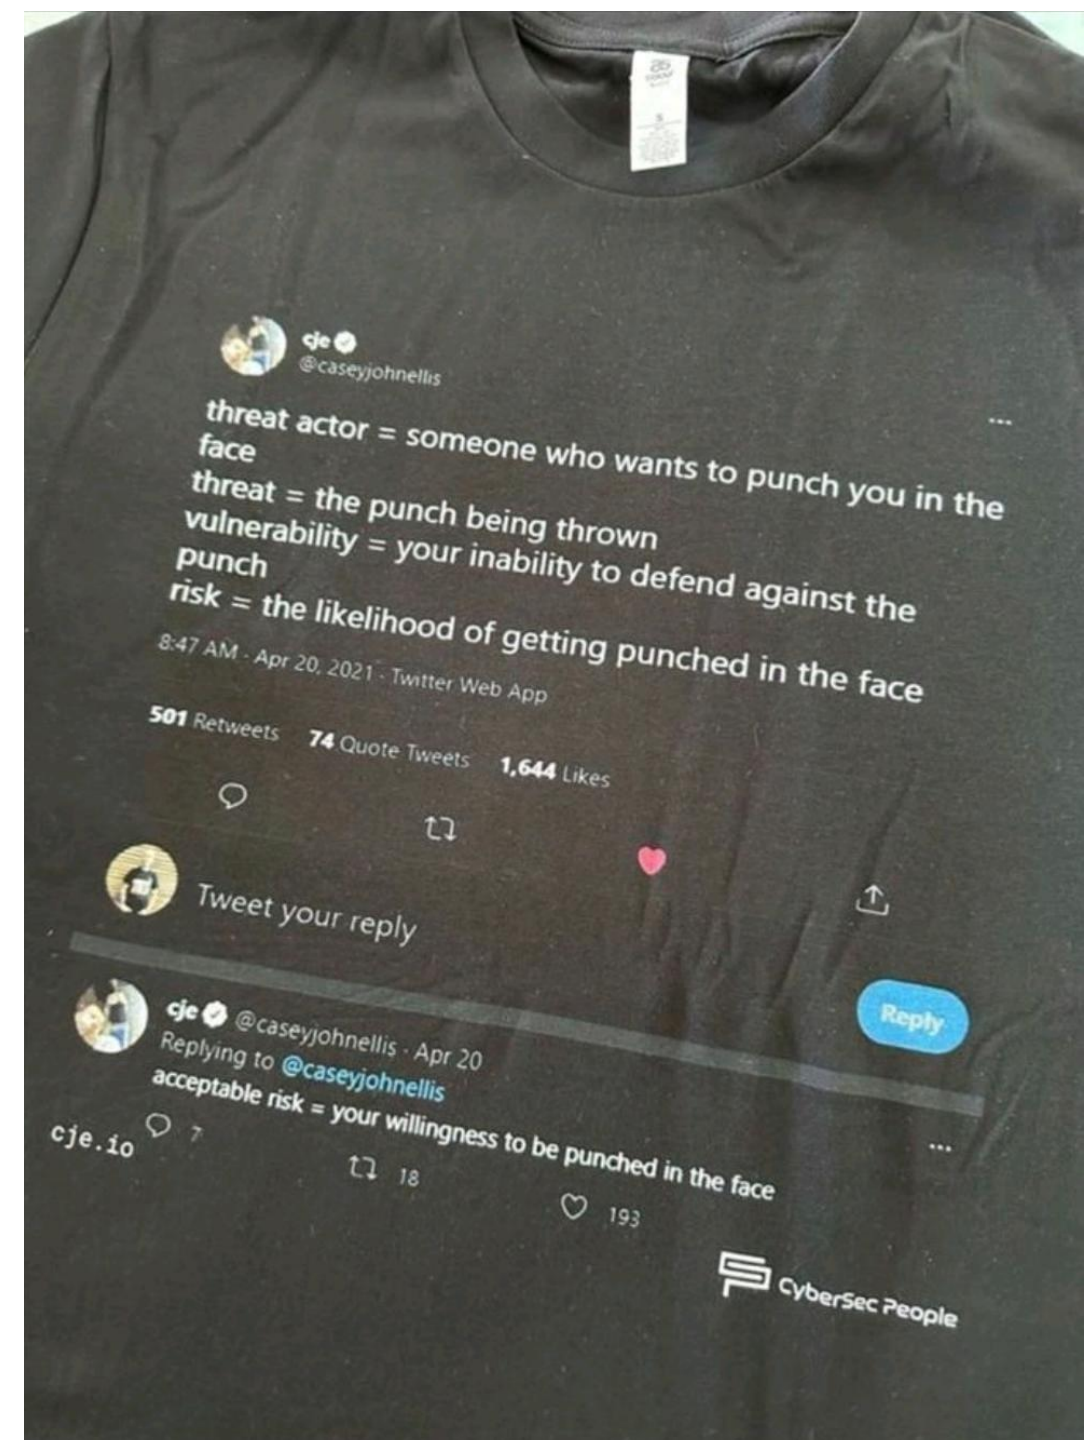 S
cje
@caseyjohnellis
threat actor = someone who wants to punch you in the
face
threat = the punch being thrown
vulnerability = your inability to defend against the
punch
risk = the likelihood of getting punched in the face
8:47 AM · Apr 20, 2021 · Twitter Web App
501 Retweets 74 Quote Tweets 1,644 Likes
Tweet your reply
Reply
cje @caseyjohnellis · Apr 20
Replying to @caseyjohnellis
acceptable risk = your willingness to be punched in the face
7 18 193
cje.io
CyberSec People